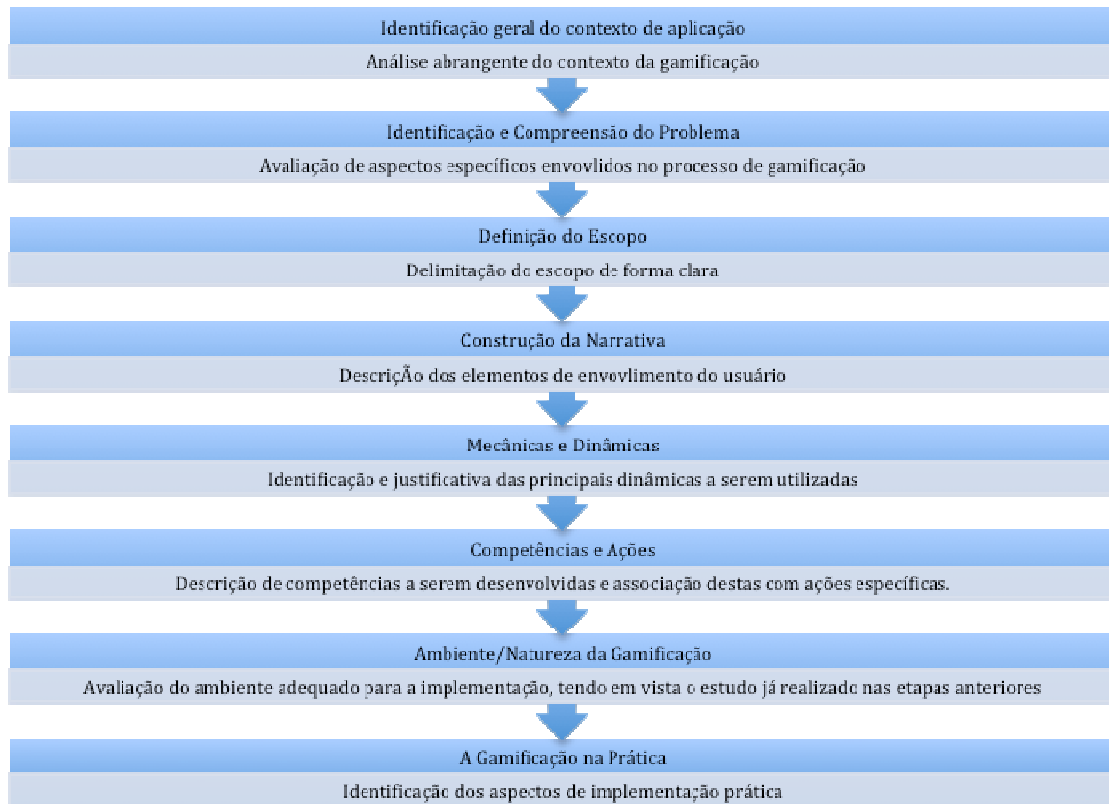 Identificação geral do contexto de aplicação
Análise abrangente do contexto da gamificação
Identificação e Compreensão do Problema
Avaliação de aspectos específicos envovlidos no processo de gamificação
Definição do Escopo
Delimitação do escopo de forma clara
Construção da Narrativa
DescriçÃo dos elementos de envovlimento do usuário
Mecânicas e Dinâmicas
Identificação e justificativa das principais dinâmicas a serem utilizadas
Competências e Ações
Descrição de competências a serem desenvolvidas e associação destas com ações específicas.
Ambiente/Natureza da Gamificação
Avaliação do ambiente adequado para a implementação, tendo em vista o estudo já realizado nas etapas anteriores
A Gamificação na Prática
Identificação dos aspectos de implementação prática